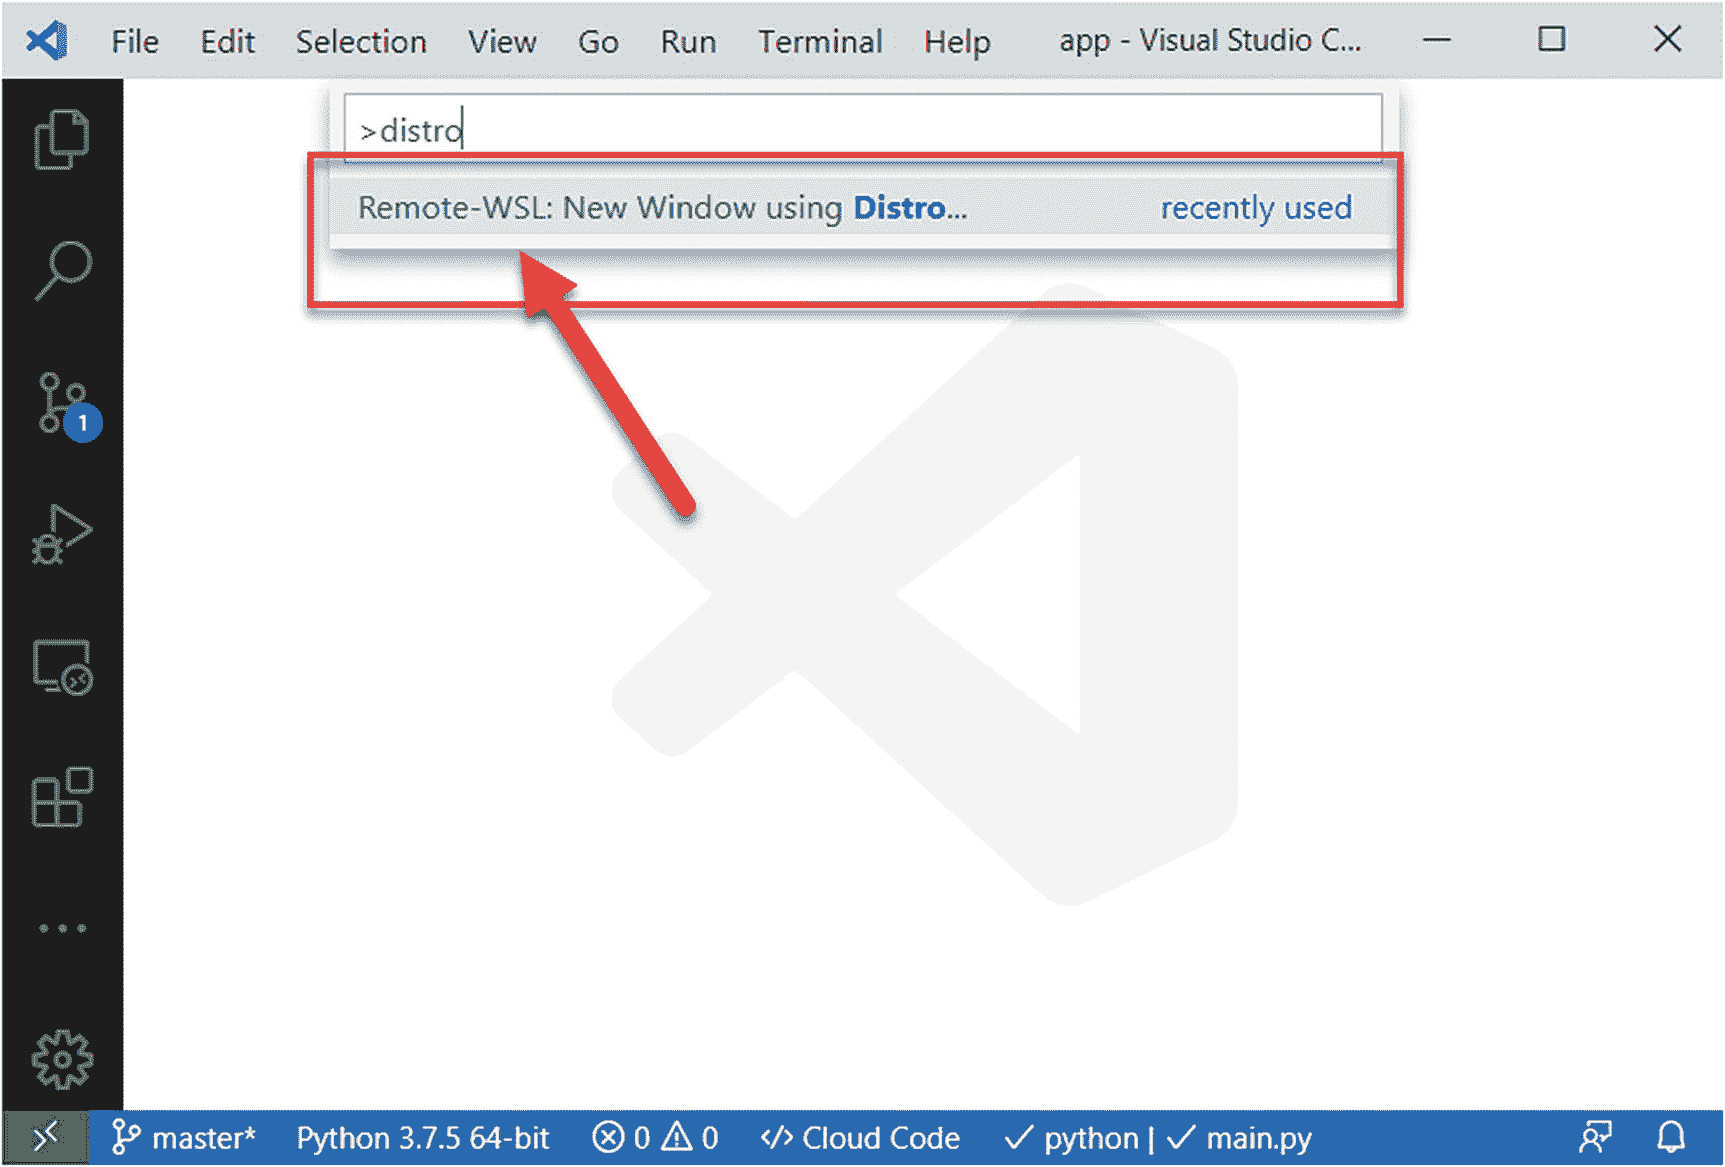 File Edit Selection View Go Run Terminal Help app - Visual Studio C...
>distro
Remote-WSL: New Window using Distro... recently used
1
master* Python 3.7.5 64-bit 0 0 Cloud Code python | main.py